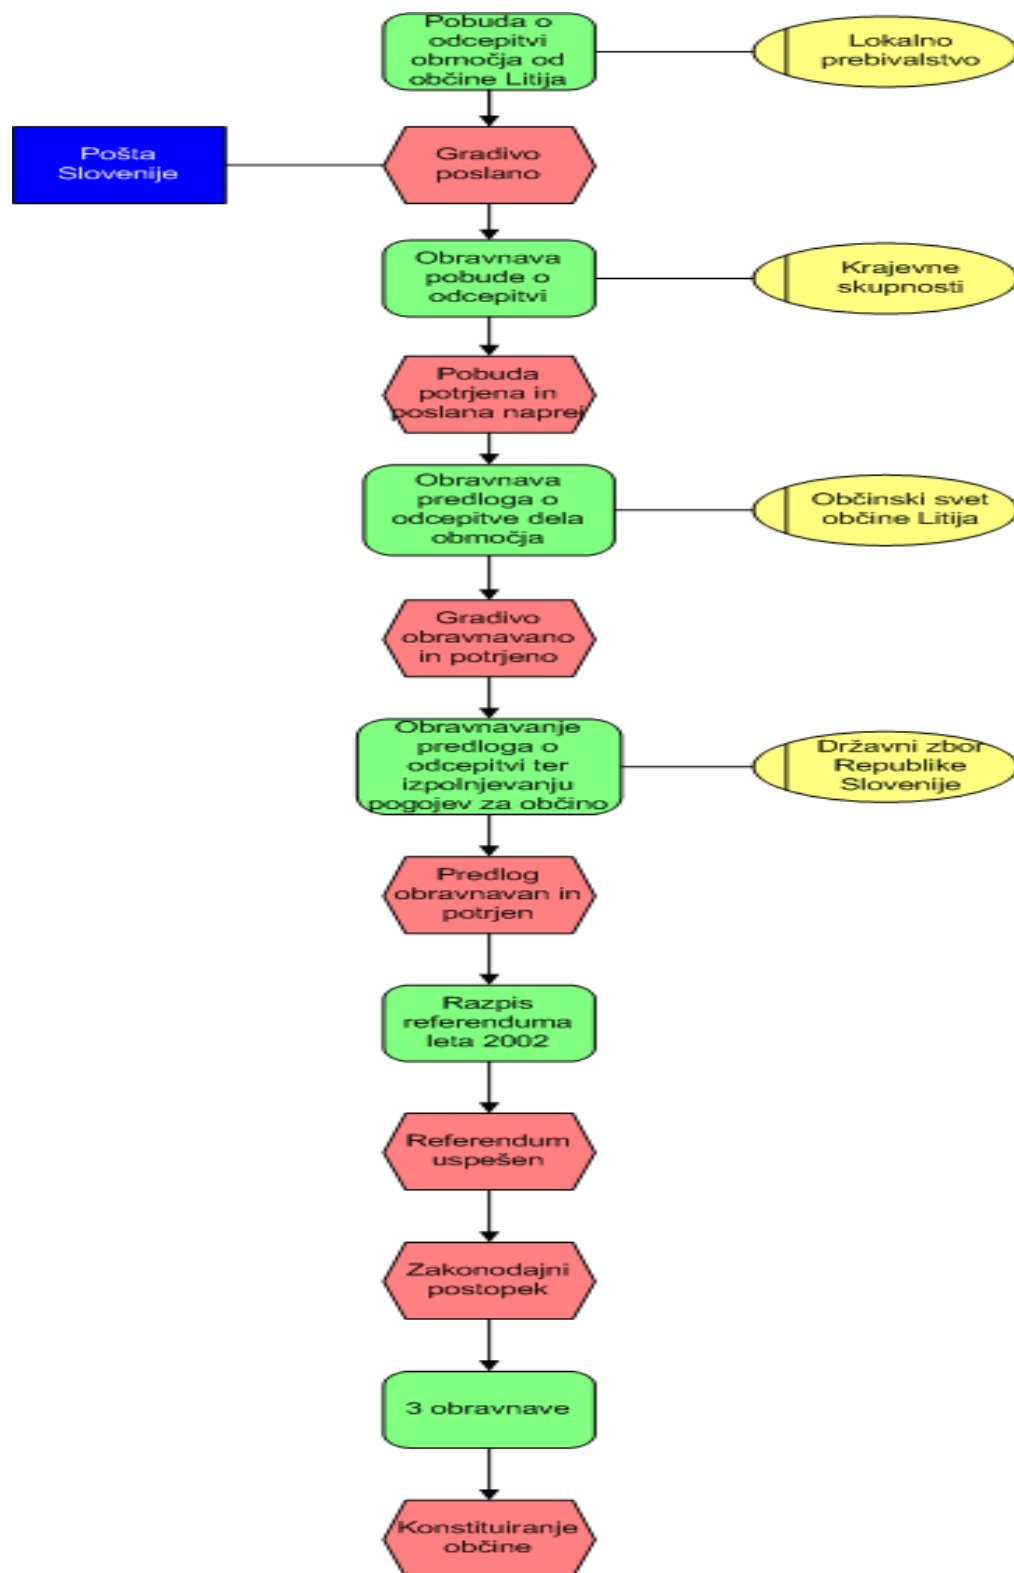 Pobuda o
odcepitvi
območja od
občine Litija
Lokalno
prebivalstvo
Pošta
Slovenije
Gradivo
poslano
Obravnava
pobude o
odcepitvi
Krajevne
skupnosti
Pobuda
potrjena in
poslana naprej
Obravnava
predloga o
odcepitve dela
območja
Občinski svet
občine Litija
Gradivo
obravnavano
in potrjeno
Obravnavanje
predloga o
odcepitvi ter
izpolnjevanju
pogojev za občino
Državni zbor
Republike
Slovenije
Predlog
obravnavan in
potrjen
Razpis
referenduma
leta 2002
Referendum
uspešen
Zakonodajni
postopek
3 obravnave
Konstituiranje
občine